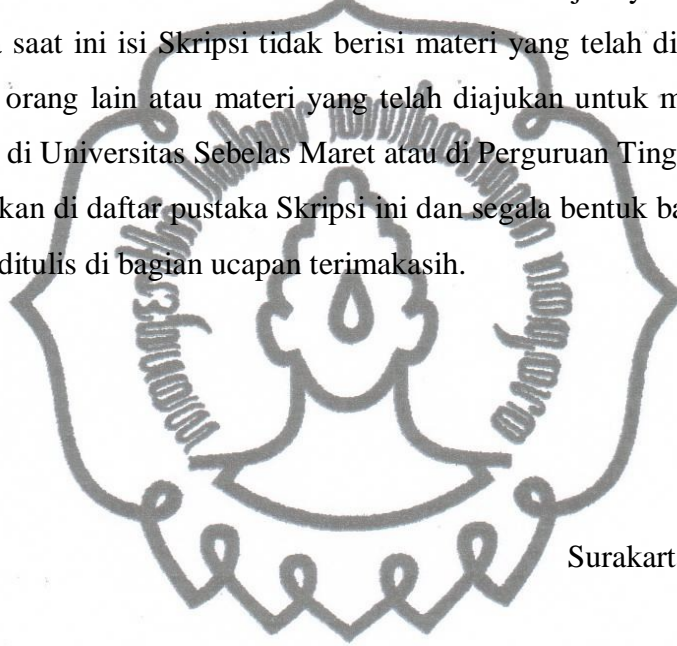 saat ini isi Skripsi tidak berisi materi yang telah di
orang lain atau materi yang telah diajukan untuk m
di Universitas Sebelas Maret atau di Perguruan Ting
kan di daftar pustaka Skripsi ini dan segala bentuk ba
ditulis di bagian ucapan terimakasih.
Surakart